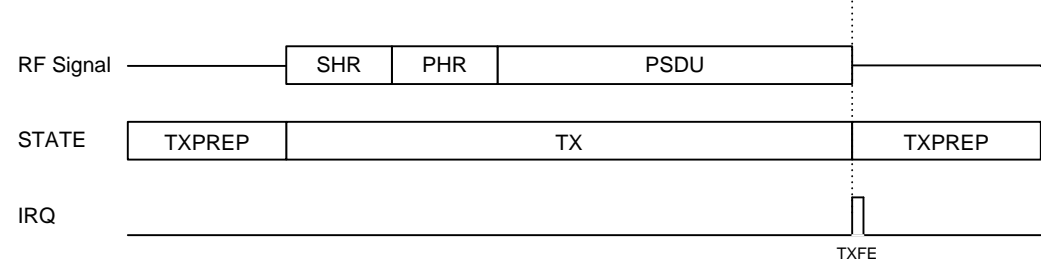 RF Signal SHR PHR PSDU
STATE TXPREP TX TXPREP
IRQ
TXFE